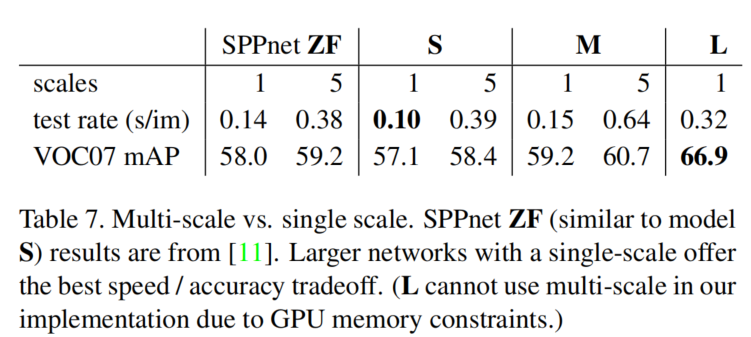 SPPnet ZF S M L
scales 1 5 1 5 1 5 1
test rate (s/im) 0.14 0.38 0.10 0.39 0.15 0.64 0.32
VOC07 mAP 58.0 59.2 57.1 58.4 59.2 60.7 66.9
Table 7. Multi-scale vs. single scale. SPPnet ZF (similar to model
S) results are from [11]. Larger networks with a single-scale offer
the best speed / accuracy tradeoff. (L cannot use multi-scale in our
implementation due to GPU memory constraints.)